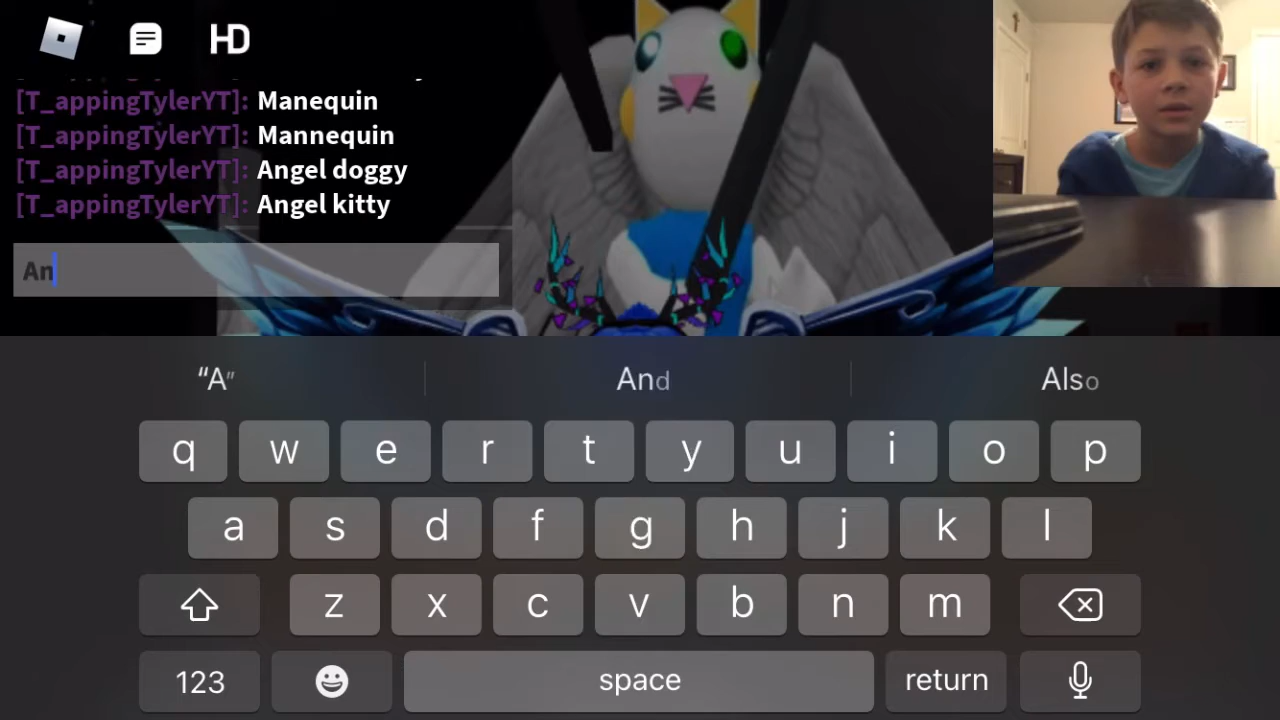 HD
[T_appingTylerYT]: Manequin
[T_appingTylerYT]: Mannequin
[T_appingTylerYT]: Angel doggy
[T_appingTylerYT]: Angel kitty
An
“A” And Also
q w e r t y u i o p
a s d f g h j k l
z x c v b n m
123 space return